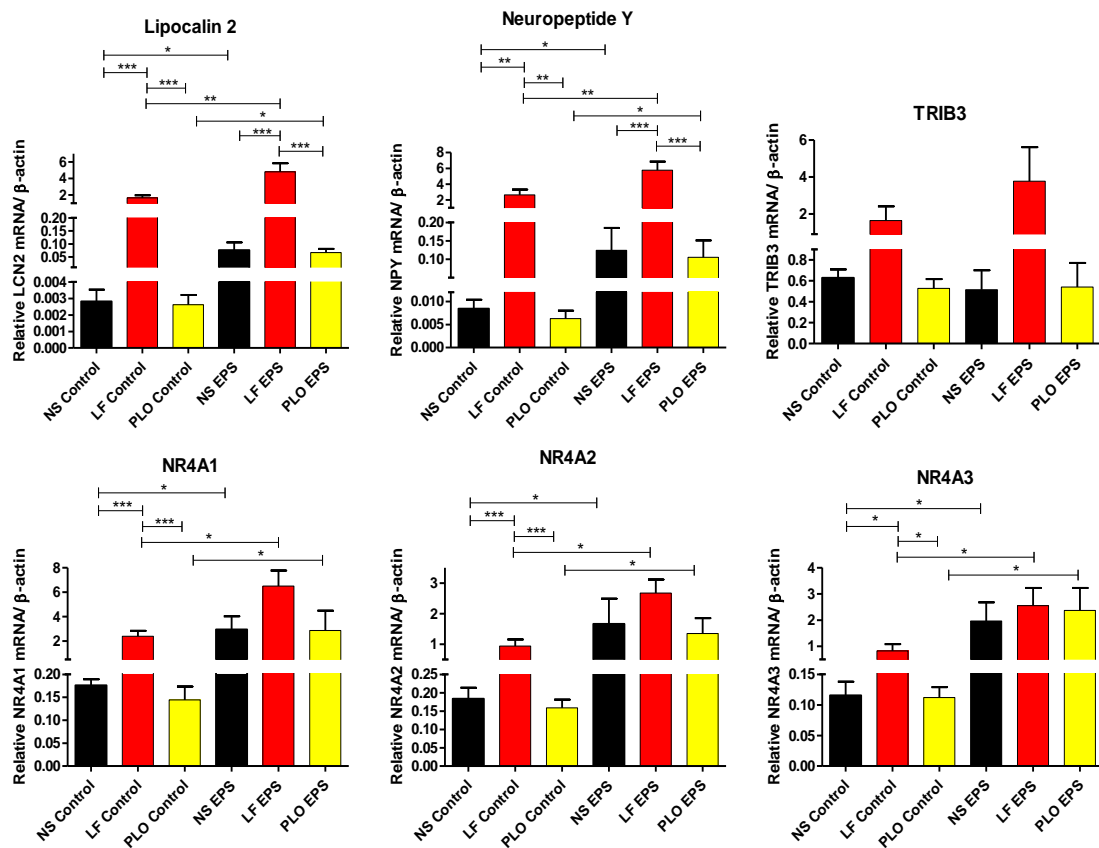 Lipocalin 2
*
***
***
**
*
***
***
Relative LCN2 mRNA/ β-actin
6
4
2
0.20
0.15
0.10
0.05
0.004
0.003
0.002
0.001
0.000
NS Control
LF Control
PLO Control
NS EPS
LF EPS
PLO EPS
Neuropeptide Y
*
**
**
**
*
***
***
Relative NPY mRNA/ β-actin
8
6
4
2
0.20
0.15
0.10
0.010
0.005
0.000
NS Control
LF Control
PLO Control
NS EPS
LF EPS
PLO EPS
TRIB3
Relative TRIB3 mRNA/ β-actin
6
4
2
0.8
0.6
0.4
0.2
0.0
NS Control
LF Control
PLO Control
NS EPS
LF EPS
PLO EPS
NR4A1
*
***
***
*
*
Relative NR4A1 mRNA/ β-actin
8
6
4
2
0.20
0.15
0.10
0.05
0.00
NS Control
LF Control
PLO Control
NS EPS
LF EPS
PLO EPS
NR4A2
*
***
***
*
*
Relative NR4A2 mRNA/ β-actin
3
2
1
0.25
0.20
0.15
0.10
0.05
0.00
NS Control
LF Control
PLO Control
NS EPS
LF EPS
PLO EPS
NR4A3
*
*
*
*
*
Relative NR4A3 mRNA/ β-actin
4
3
2
1
0.15
0.10
0.05
0.00
NS Control
LF Control
PLO Control
NS EPS
LF EPS
PLO EPS